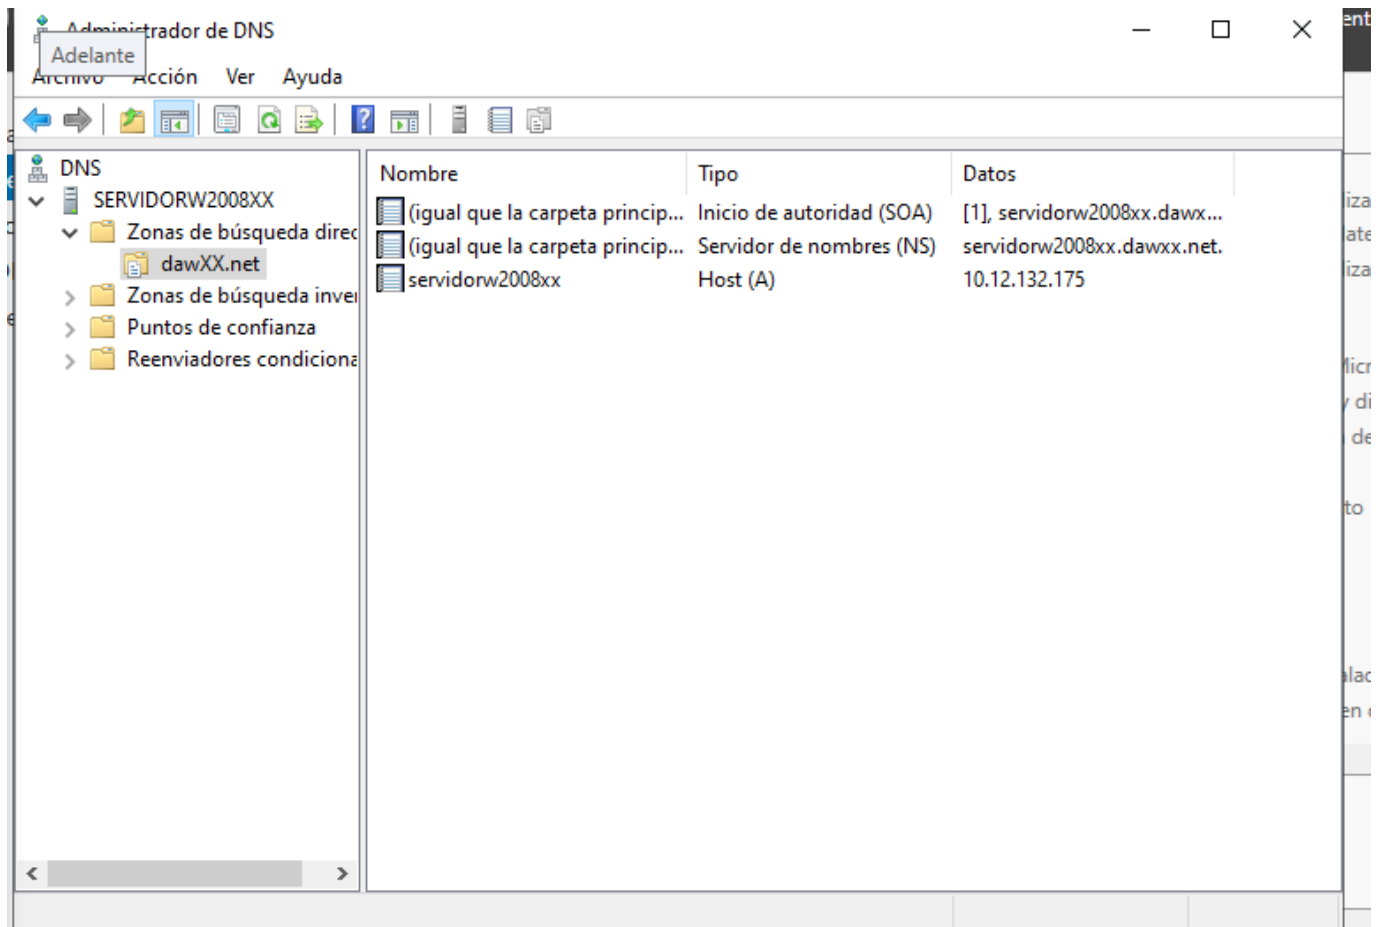 Administrador de DNS
Adelante
Archivo Acción Ver Ayuda
DNS
SERVIDORW2008XX
Zonas de búsqueda direc
dawXX.net
Zonas de búsqueda inver
Puntos de confianza
Reenviadores condiciona
Nombre Tipo Datos
(igual que la carpeta princip... Inicio de autoridad (SOA) [1], servidorw2008xx.dawx...
(igual que la carpeta princip... Servidor de nombres (NS) servidorw2008xx.dawxx.net.
servidorw2008xx Host (A) 10.12.132.175